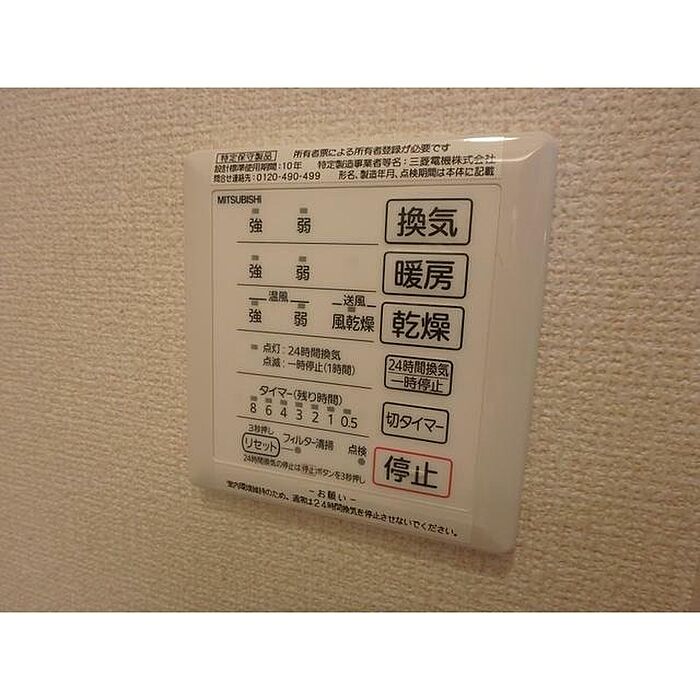 特定保守製品 所有者票による所有者登録が必要です
設計標準使用期間:10年 特定製造事業者等名:三菱電機株式会社
問合せ連絡先:0120-490-499 形名、製造年月、点検期間は本体に記載
MITSUBISHI
強 弱 換気
強 弱 暖房
温風 送風
強 弱 風乾燥 乾燥
点灯:24時間換気
点滅:一時停止(1時間)
24時間換気
一時停止
タイマー(残り時間)
8 6 4 3 2 1 0.5
切タイマー
3秒押し
リセット フィルター清掃 点検
停止
24時間換気の停止は停止ボタンを3秒押し
-お願い-
室内環境維持のため、通常は24時間換気を停止させないでください。